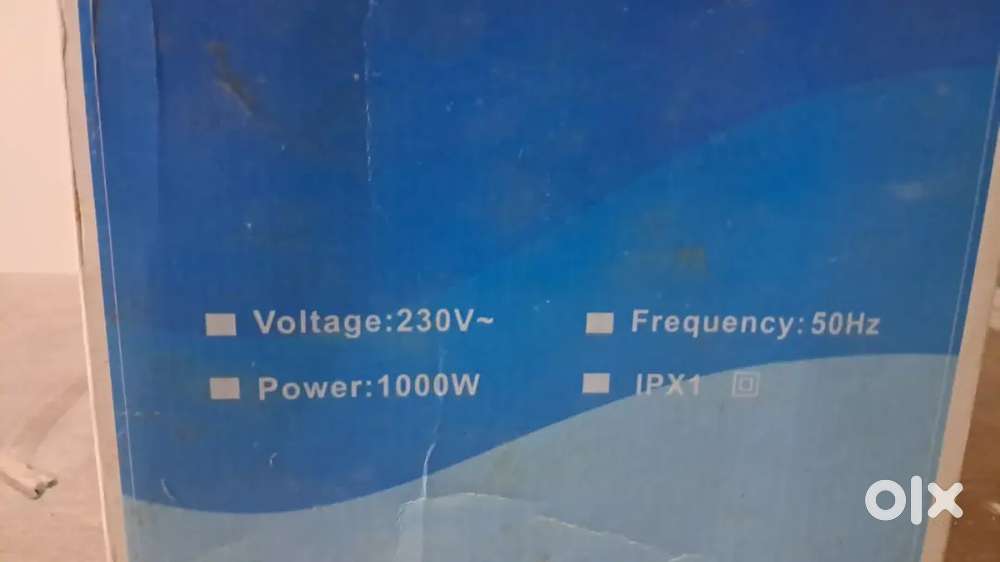 Voltage:230V~
Frequency:50Hz
Power:1000W
IPX1
olx